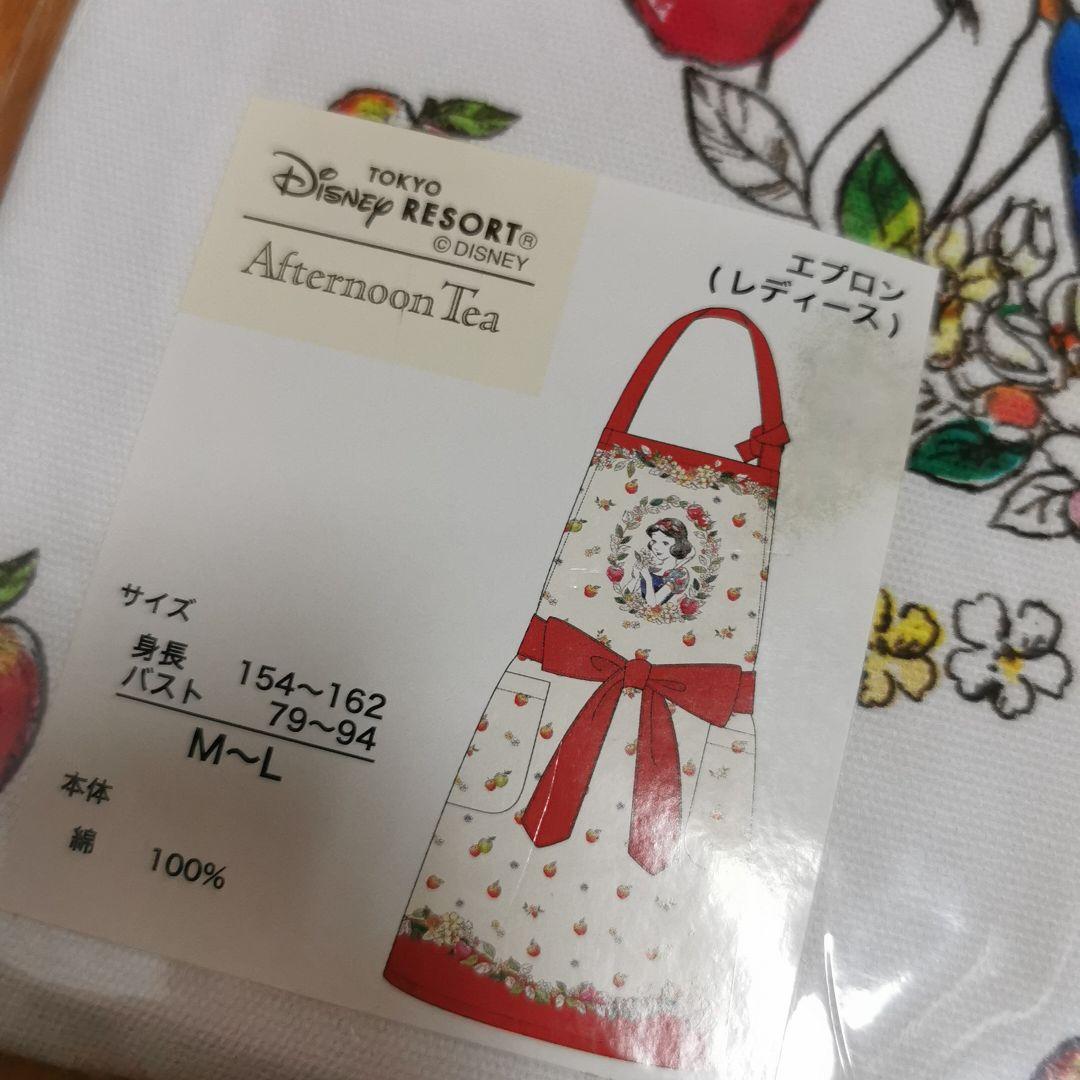 TOKYO
Disney RESORT®
© DISNEY
Afternoon Tea
エプロン
(レディース)
サイズ
身長 154〜162
バスト 79〜94
M〜L
本体
綿 100%